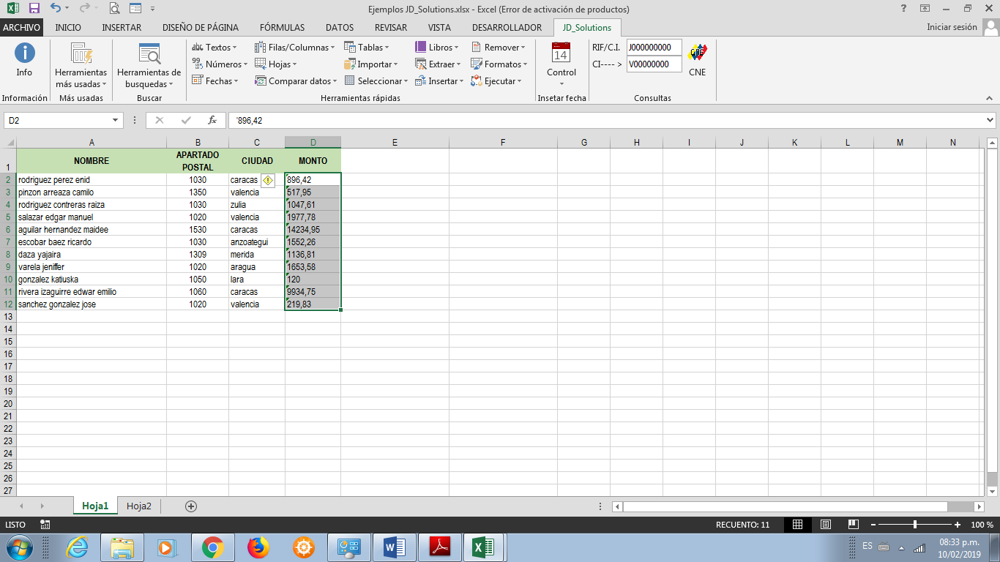 Ejemplos JD_Solutions.xlsx - Excel (Error de activación de productos)
ARCHIVO INICIO INSERTAR DISEÑO DE PÁGINA FÓRMULAS DATOS REVISAR VISTA DESARROLLADOR JD_Solutions Iniciar sesión
Info
Información
Herramientas
más usadas
Más usadas
Herramientas de
busquedas
Buscar
abc Textos Filas/Columnas Tablas Libros Remover
Números Hojas Importar Extraer Formatos
Fechas Comparar datos Seleccionar Insertar Ejecutar
Herramientas rápidas
14
Control
Insetar fecha
RIF/C.I. J000000000
CI----> V00000000
CNE
Consultas
D2 fx '896,42
A B C D E F G H I J K L M N
1 NOMBRE APARTADO POSTAL CIUDAD MONTO
2 rodriguez perez enid 1030 caracas 896,42
3 pinzon arreaza camilo 1350 valencia 517,95
4 rodriguez contreras raiza 1030 zulia 1047,61
5 salazar edgar manuel 1020 valencia 1977,78
6 aguilar hernandez maidee 1530 caracas 14234,95
7 escobar baez ricardo 1030 anzoategui 1552,26
8 daza yajaira 1309 merida 1136,81
9 varela jeniffer 1020 aragua 1653,58
10 gonzalez katiuska 1050 lara 120
11 rivera izaguirre edwar emilio 1060 caracas 9934,75
12 sanchez gonzalez jose 1020 valencia 219,83
13
14
15
16
17
18
19
20
21
22
23
24
25
26
27
Hoja1 Hoja2
LISTO RECUENTO: 11 100 %
ES 08:33 p.m.
10/02/2019